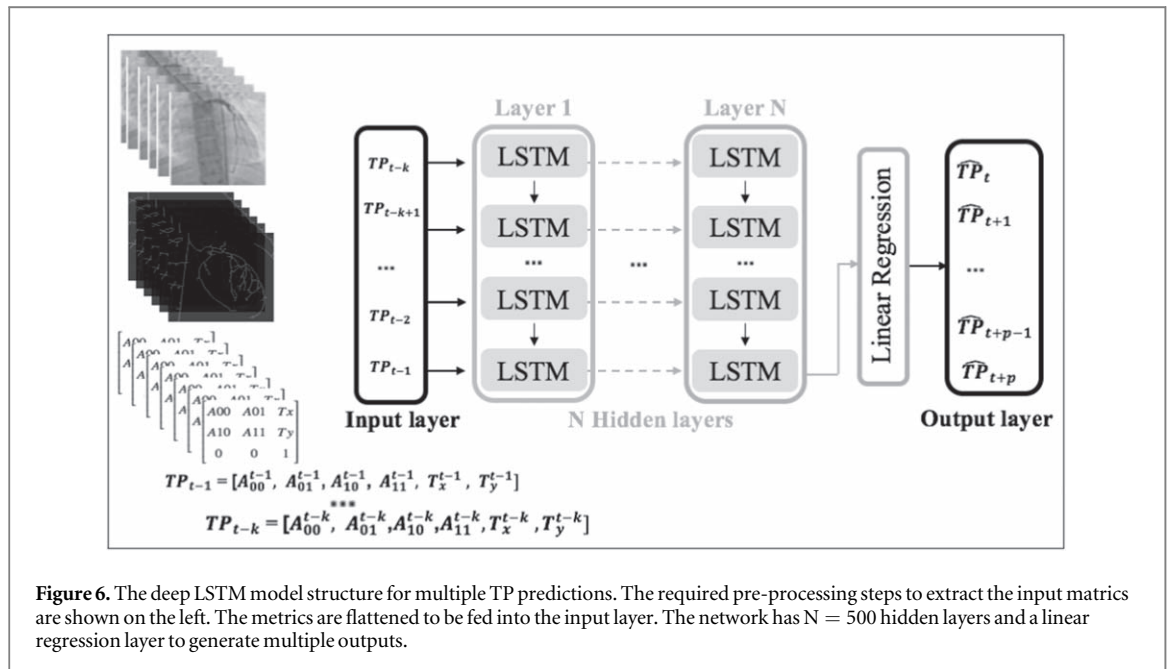 Layer 1
Layer N
TP_{t-k}
LSTM
LSTM
TP_{t-k+1}
LSTM
LSTM
...
...
...
...
TP_{t-2}
LSTM
LSTM
TP_{t-1}
LSTM
LSTM
Linear Regression
\widehat{TP}_t
\widehat{TP}_{t+1}
...
\widehat{TP}_{t+p-1}
\widehat{TP}_{t+p}
Input layer
N Hidden layers
Output layer
A00 A01 Tx
A10 A11 Ty
0 0 1
TP_{t-1} = [A_{00}^{t-1}, A_{01}^{t-1}, A_{10}^{t-1}, A_{11}^{t-1}, T_x^{t-1}, T_y^{t-1}]
...
TP_{t-k} = [A_{00}^{t-k}, A_{01}^{t-k}, A_{10}^{t-k}, A_{11}^{t-k}, T_x^{t-k}, T_y^{t-k}]
Figure 6. The deep LSTM model structure for multiple TP predictions. The required pre-processing steps to extract the input matrics
are shown on the left. The metrics are flattened to be fed into the input layer. The network has N = 500 hidden layers and a linear
regression layer to generate multiple outputs.